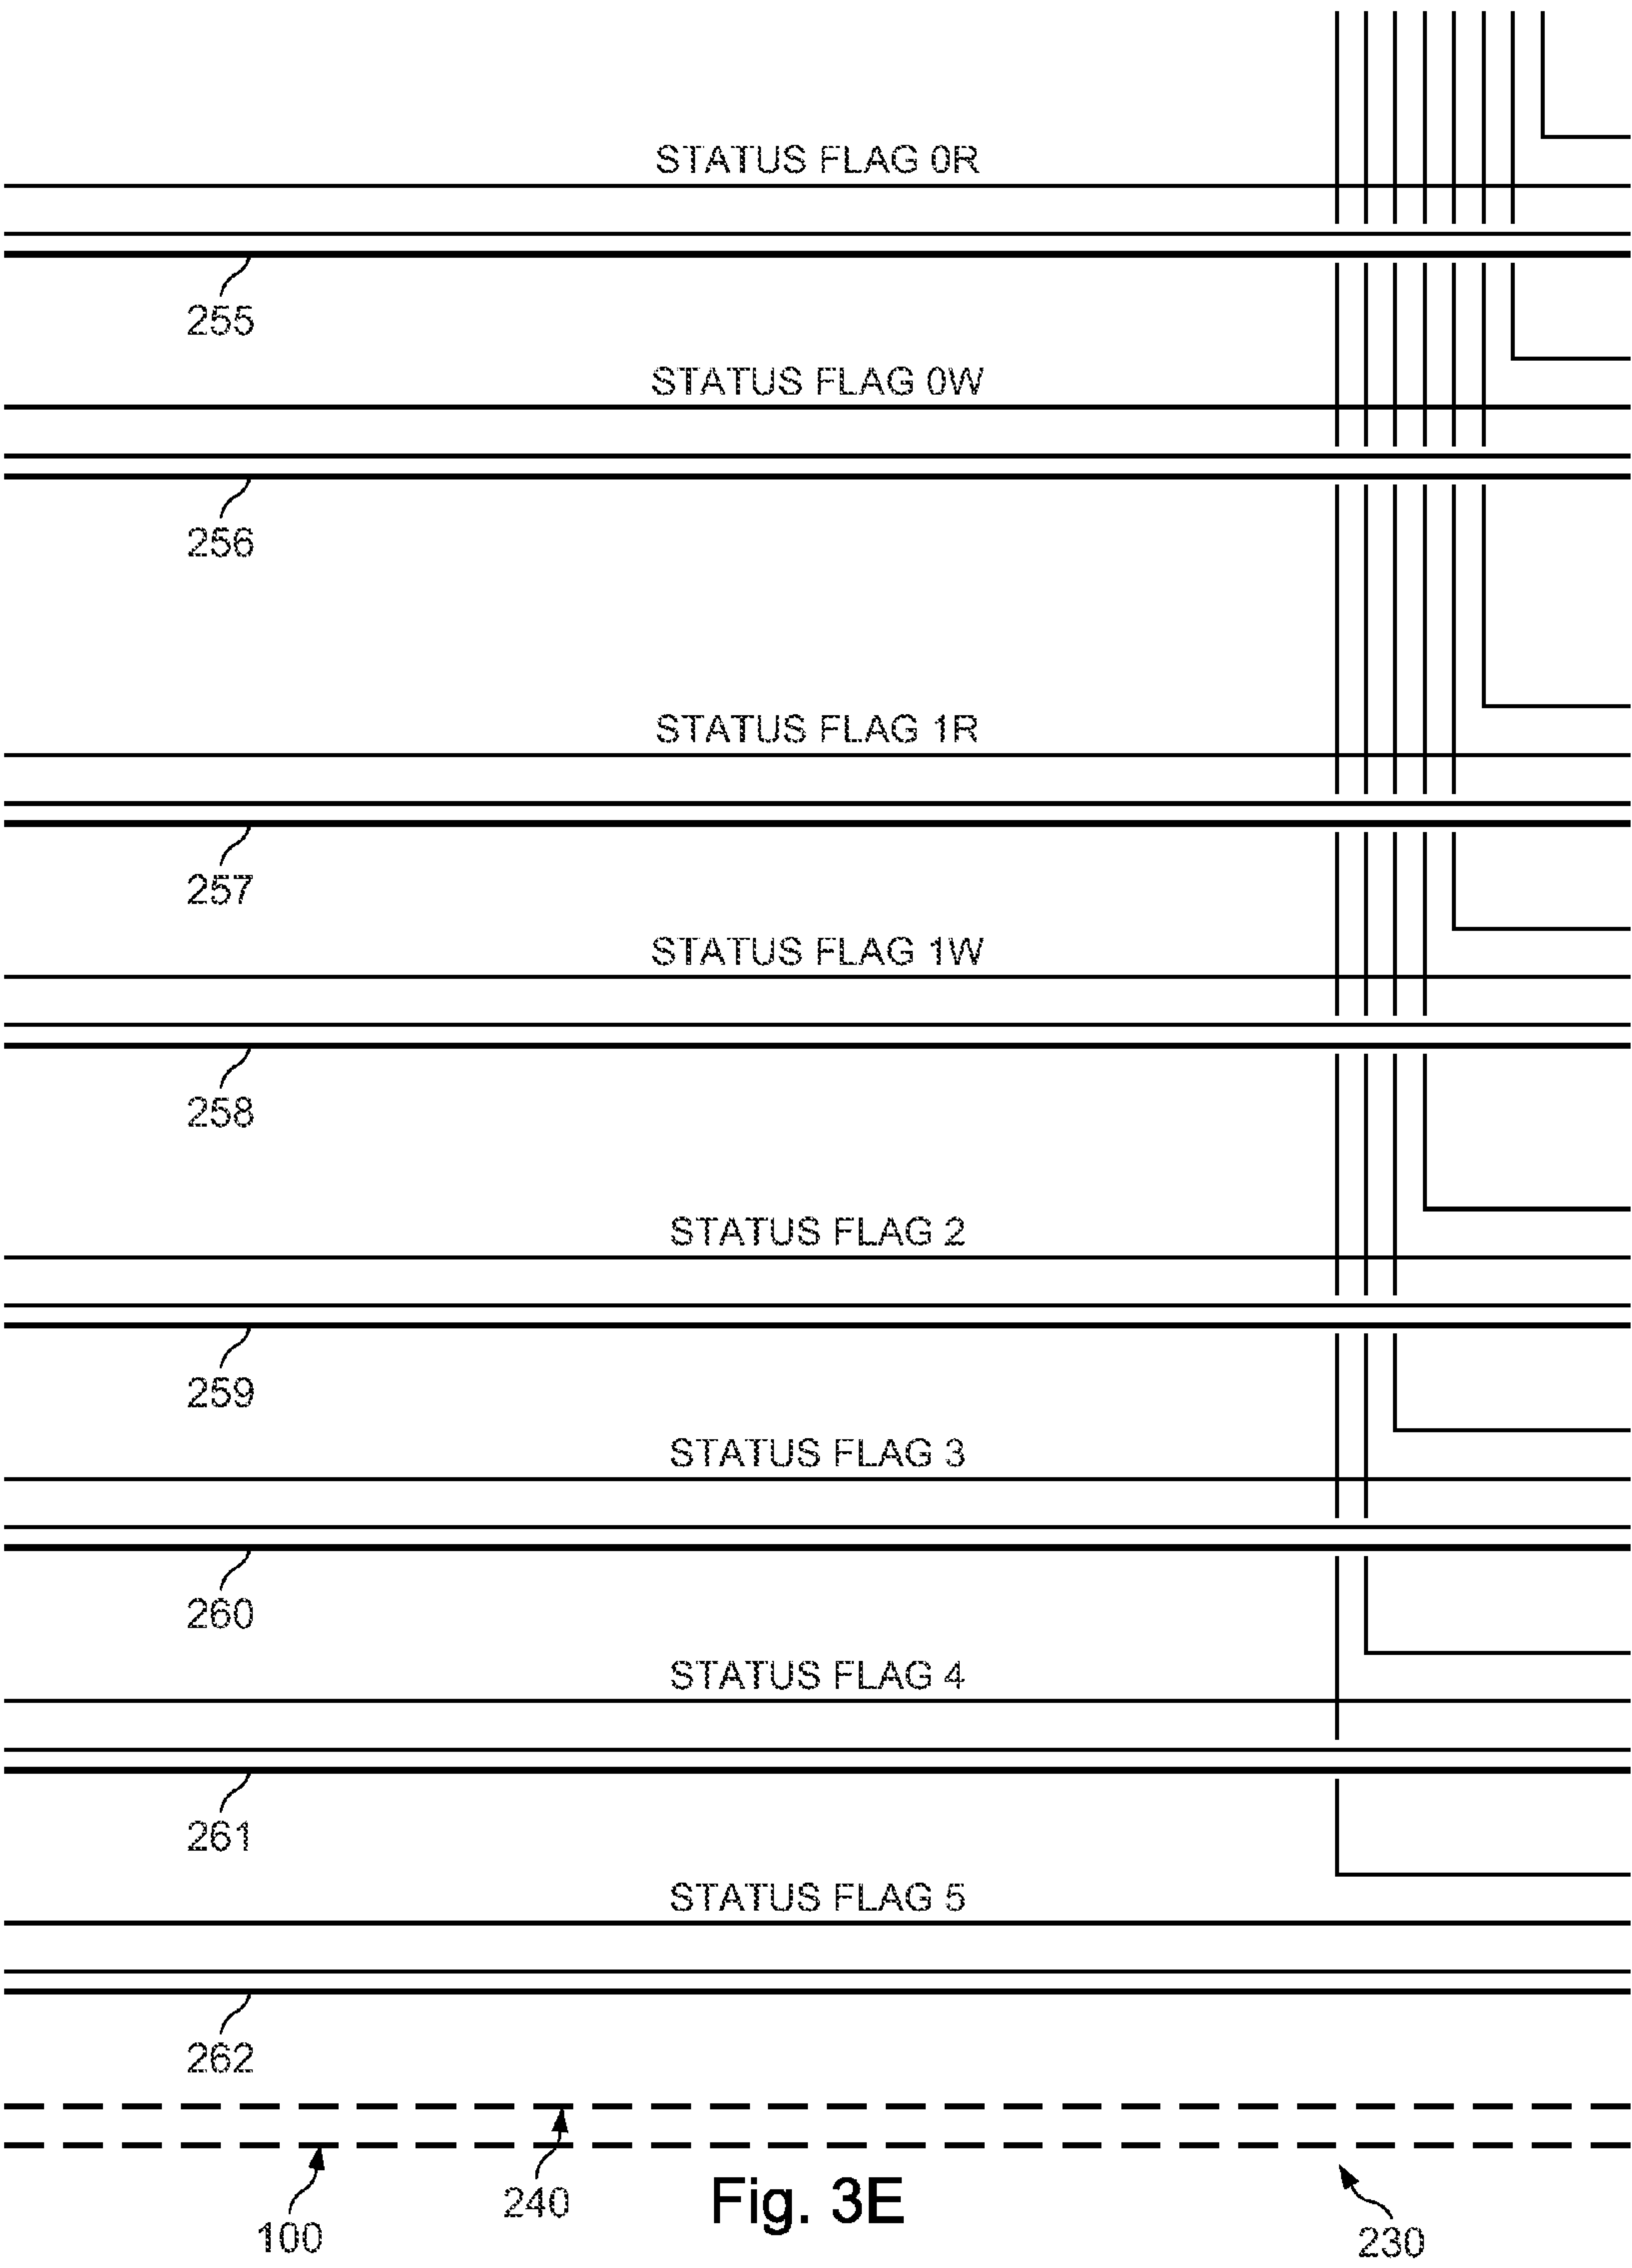 STATUS FLAG 0R
255
STATUS FLAG 0W
256
STATUS FLAG 1R
257
STATUS FLAG 1W
258
STATUS FLAG 2
259
STATUS FLAG 3
260
STATUS FLAG 4
261
STATUS FLAG 5
262
100
240
Fig. 3E
230